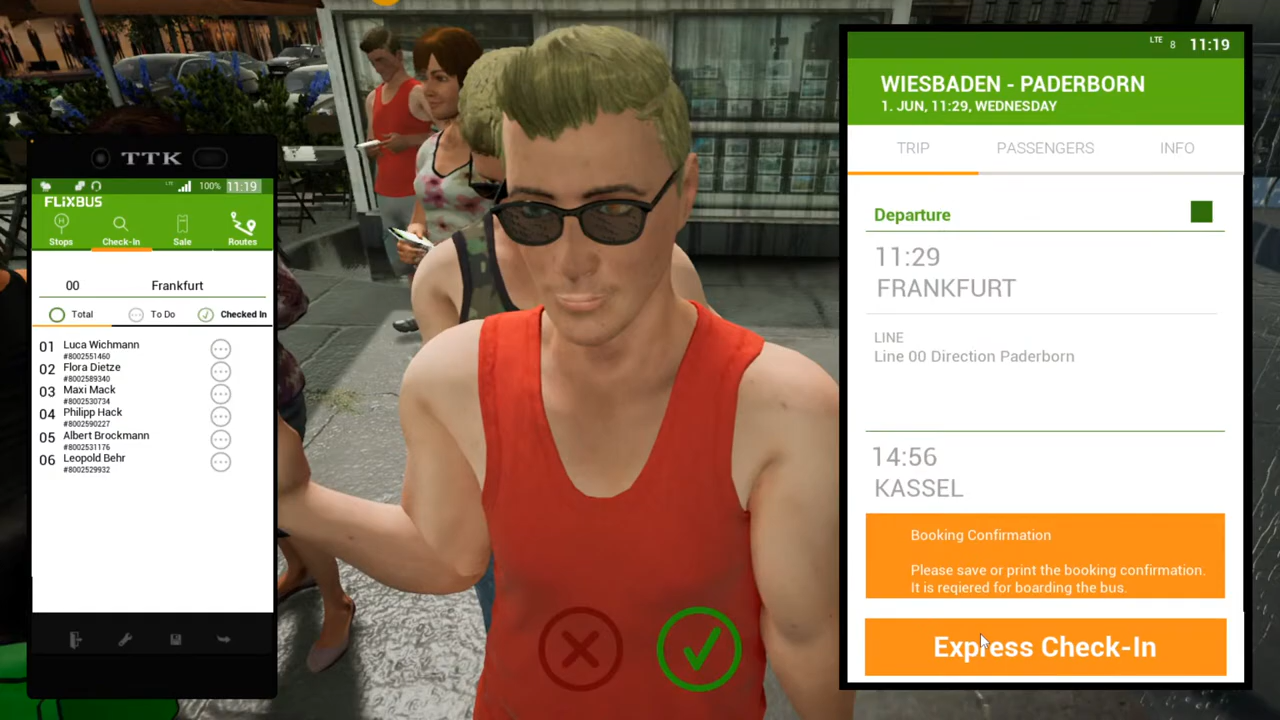 TTK
100%
11:19
FLiXBUS
Stops
Check-In
Sale
Routes
00 Frankfurt
Total
To Do
Checked In
01 Luca Wichmann
#8002551460
02 Flora Dietze
#8002589340
03 Maxi Mack
#8002530734
04 Philipp Hack
#8002590227
05 Albert Brockmann
#8002531176
06 Leopold Behr
#8002529932
LTE 8 11:19
WIESBADEN - PADERBORN
1. JUN, 11:29, WEDNESDAY
TRIP PASSENGERS INFO
Departure
11:29
FRANKFURT
LINE
Line 00 Direction Paderborn
14:56
KASSEL
Booking Confirmation
Please save or print the booking confirmation.
It is reqiered for boarding the bus.
Express Check-In